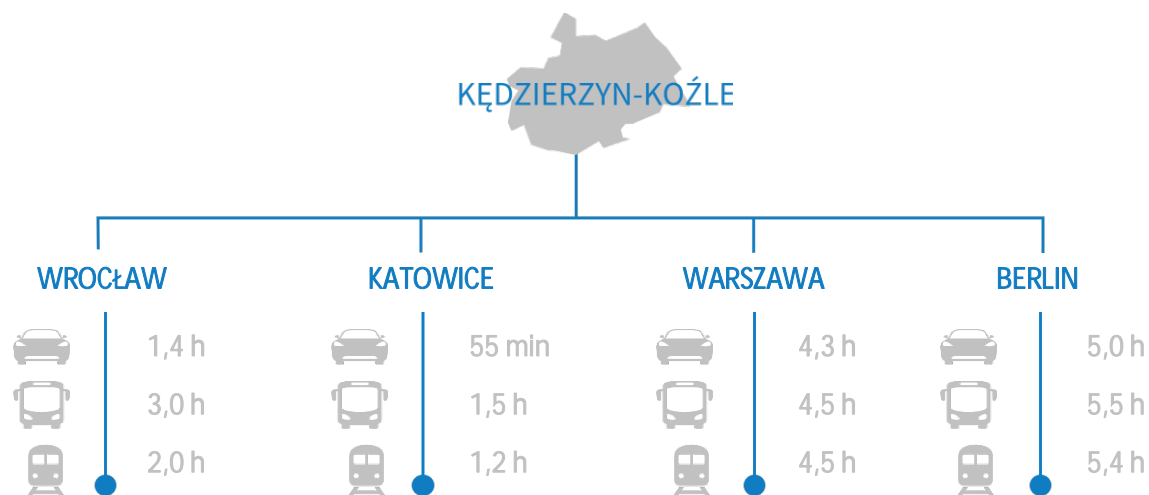 KĘDZIERZYN-KOŹLE
WROCŁAW
KATOWICE
WARSZAWA
BERLIN
1,4 h
55 min
4,3 h
5,0 h
3,0 h
1,5 h
4,5 h
5,5 h
2,0 h
1,2 h
4,5 h
5,4 h